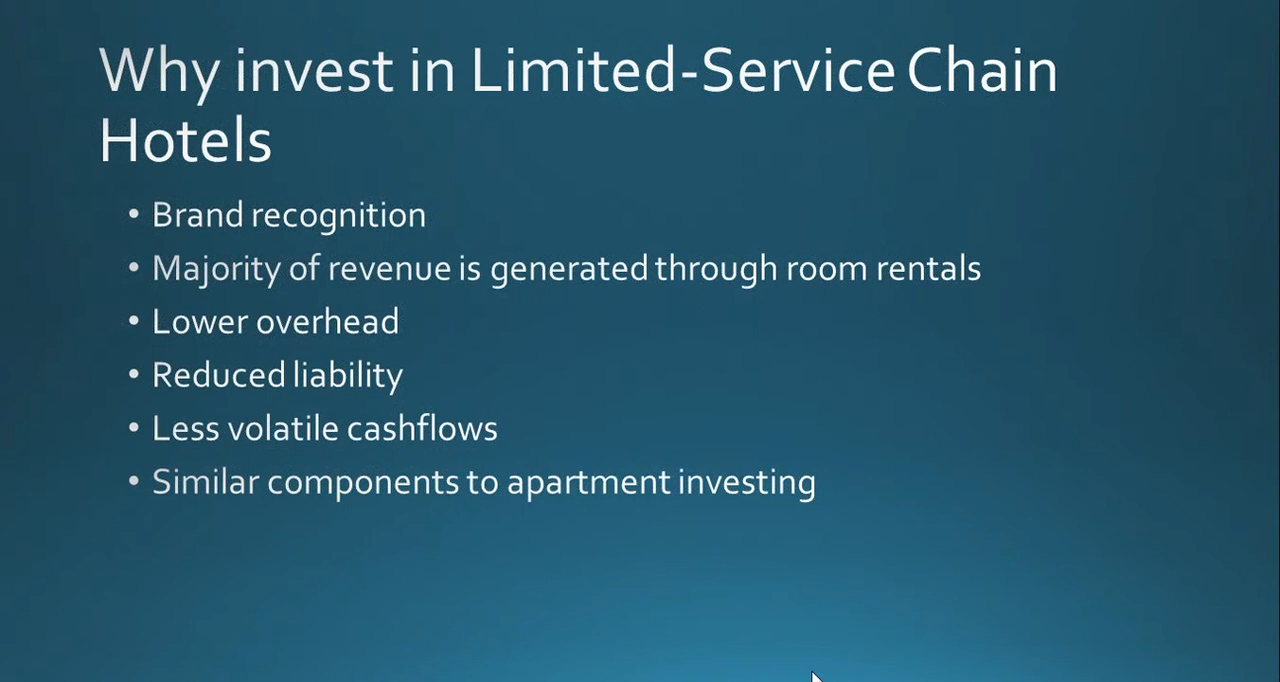 Why invest in Limited-Service Chain
Hotels
• Brand recognition
• Majority of revenue is generated through room rentals
• Lower overhead
• Reduced liability
• Less volatile cashflows
• Similar components to apartment investing